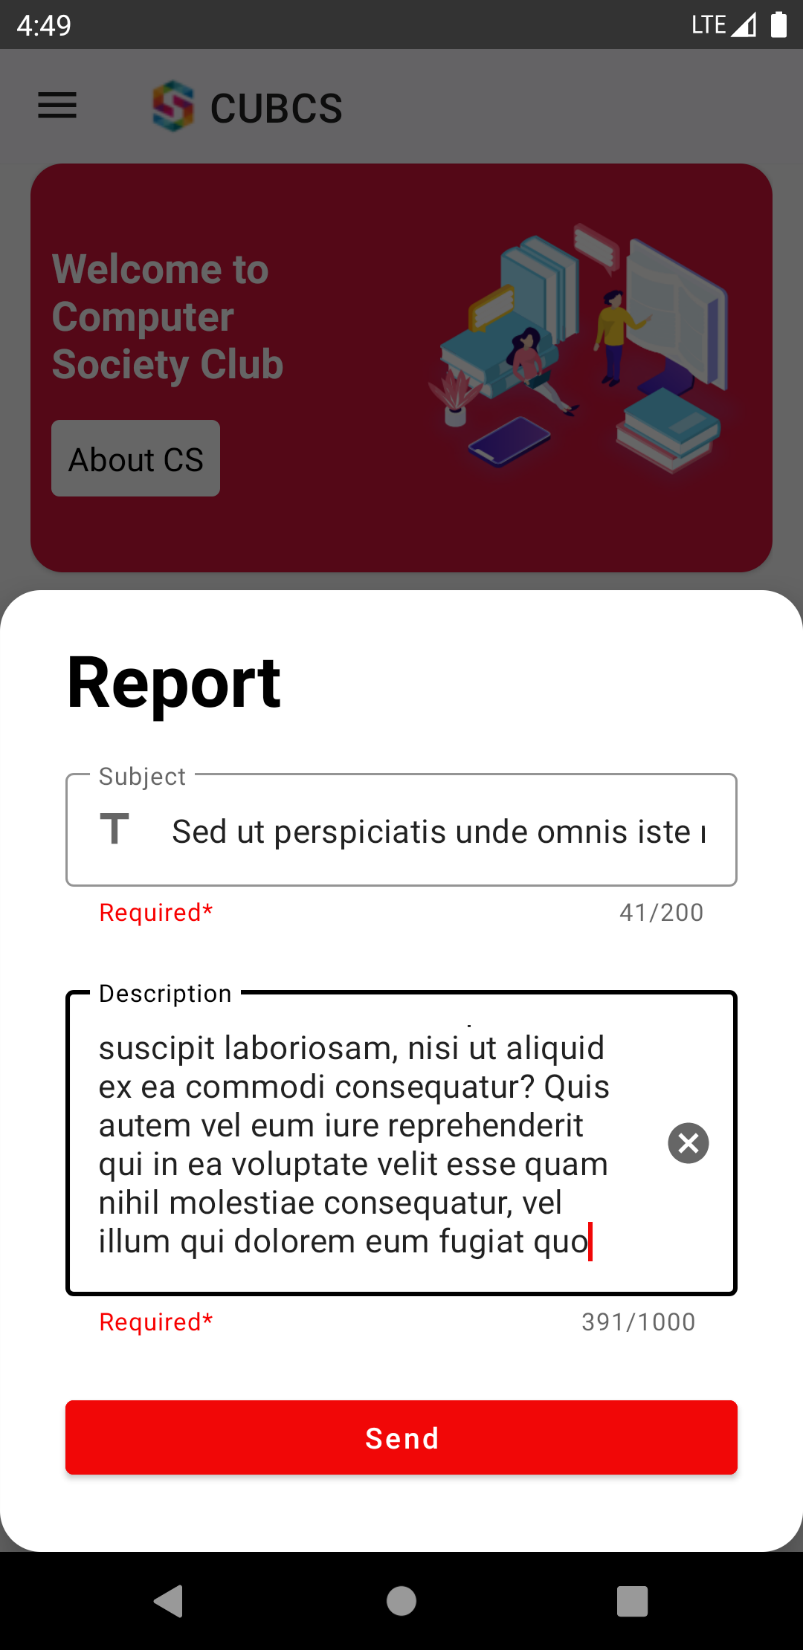 4:49
LTE
CUBCS
Welcome to
Computer
Society Club
About CS
Report
Subject
T
Sed ut perspiciatis unde omnis iste
Required*
41/200
Description
suscipit laboriosam, nisi ut aliquid
ex ea commodi consequatur? Quis
autem vel eum iure reprehenderit
qui in ea voluptate velit esse quam
nihil molestiae consequatur, vel
illum qui dolorem eum fugiat quo
Required*
391/1000
Send